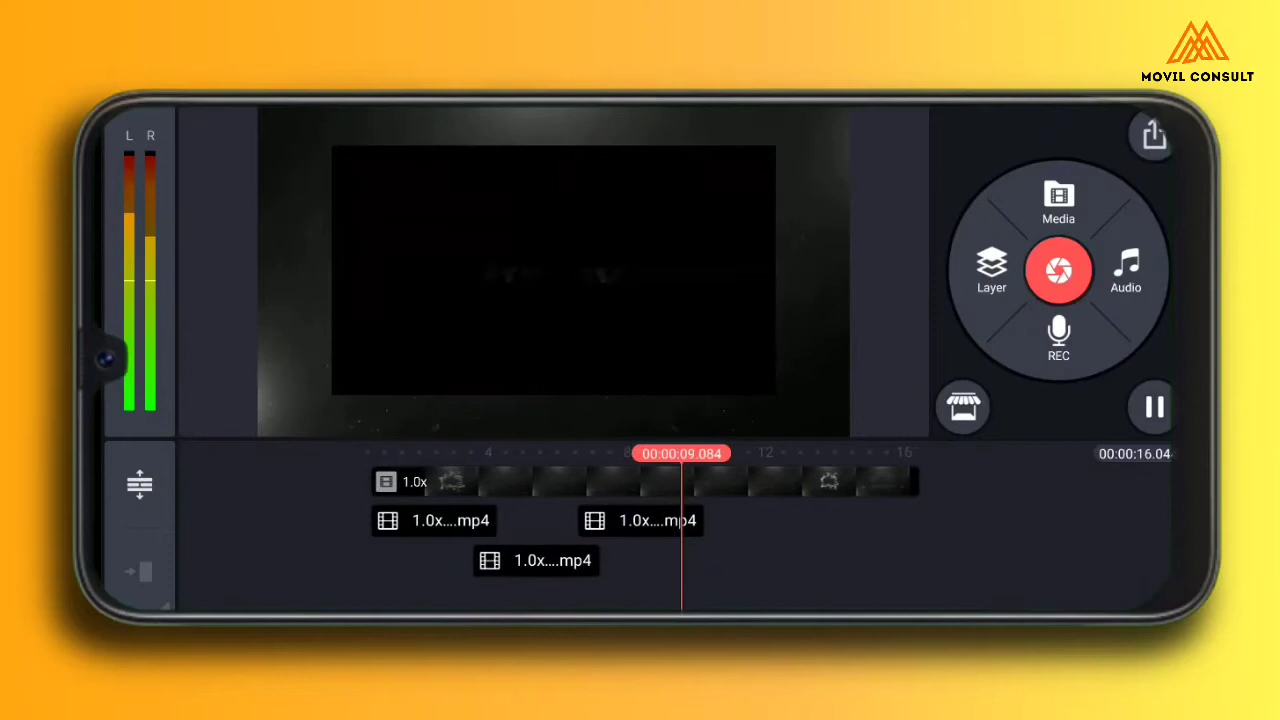 MOVIL CONSULT
L R
Media
Layer
Audio
REC
4
8
00:00:09.084
12
16
00:00:16.04
1.0x
1.0x....mp4
1.0x....mp4
1.0x....mp4